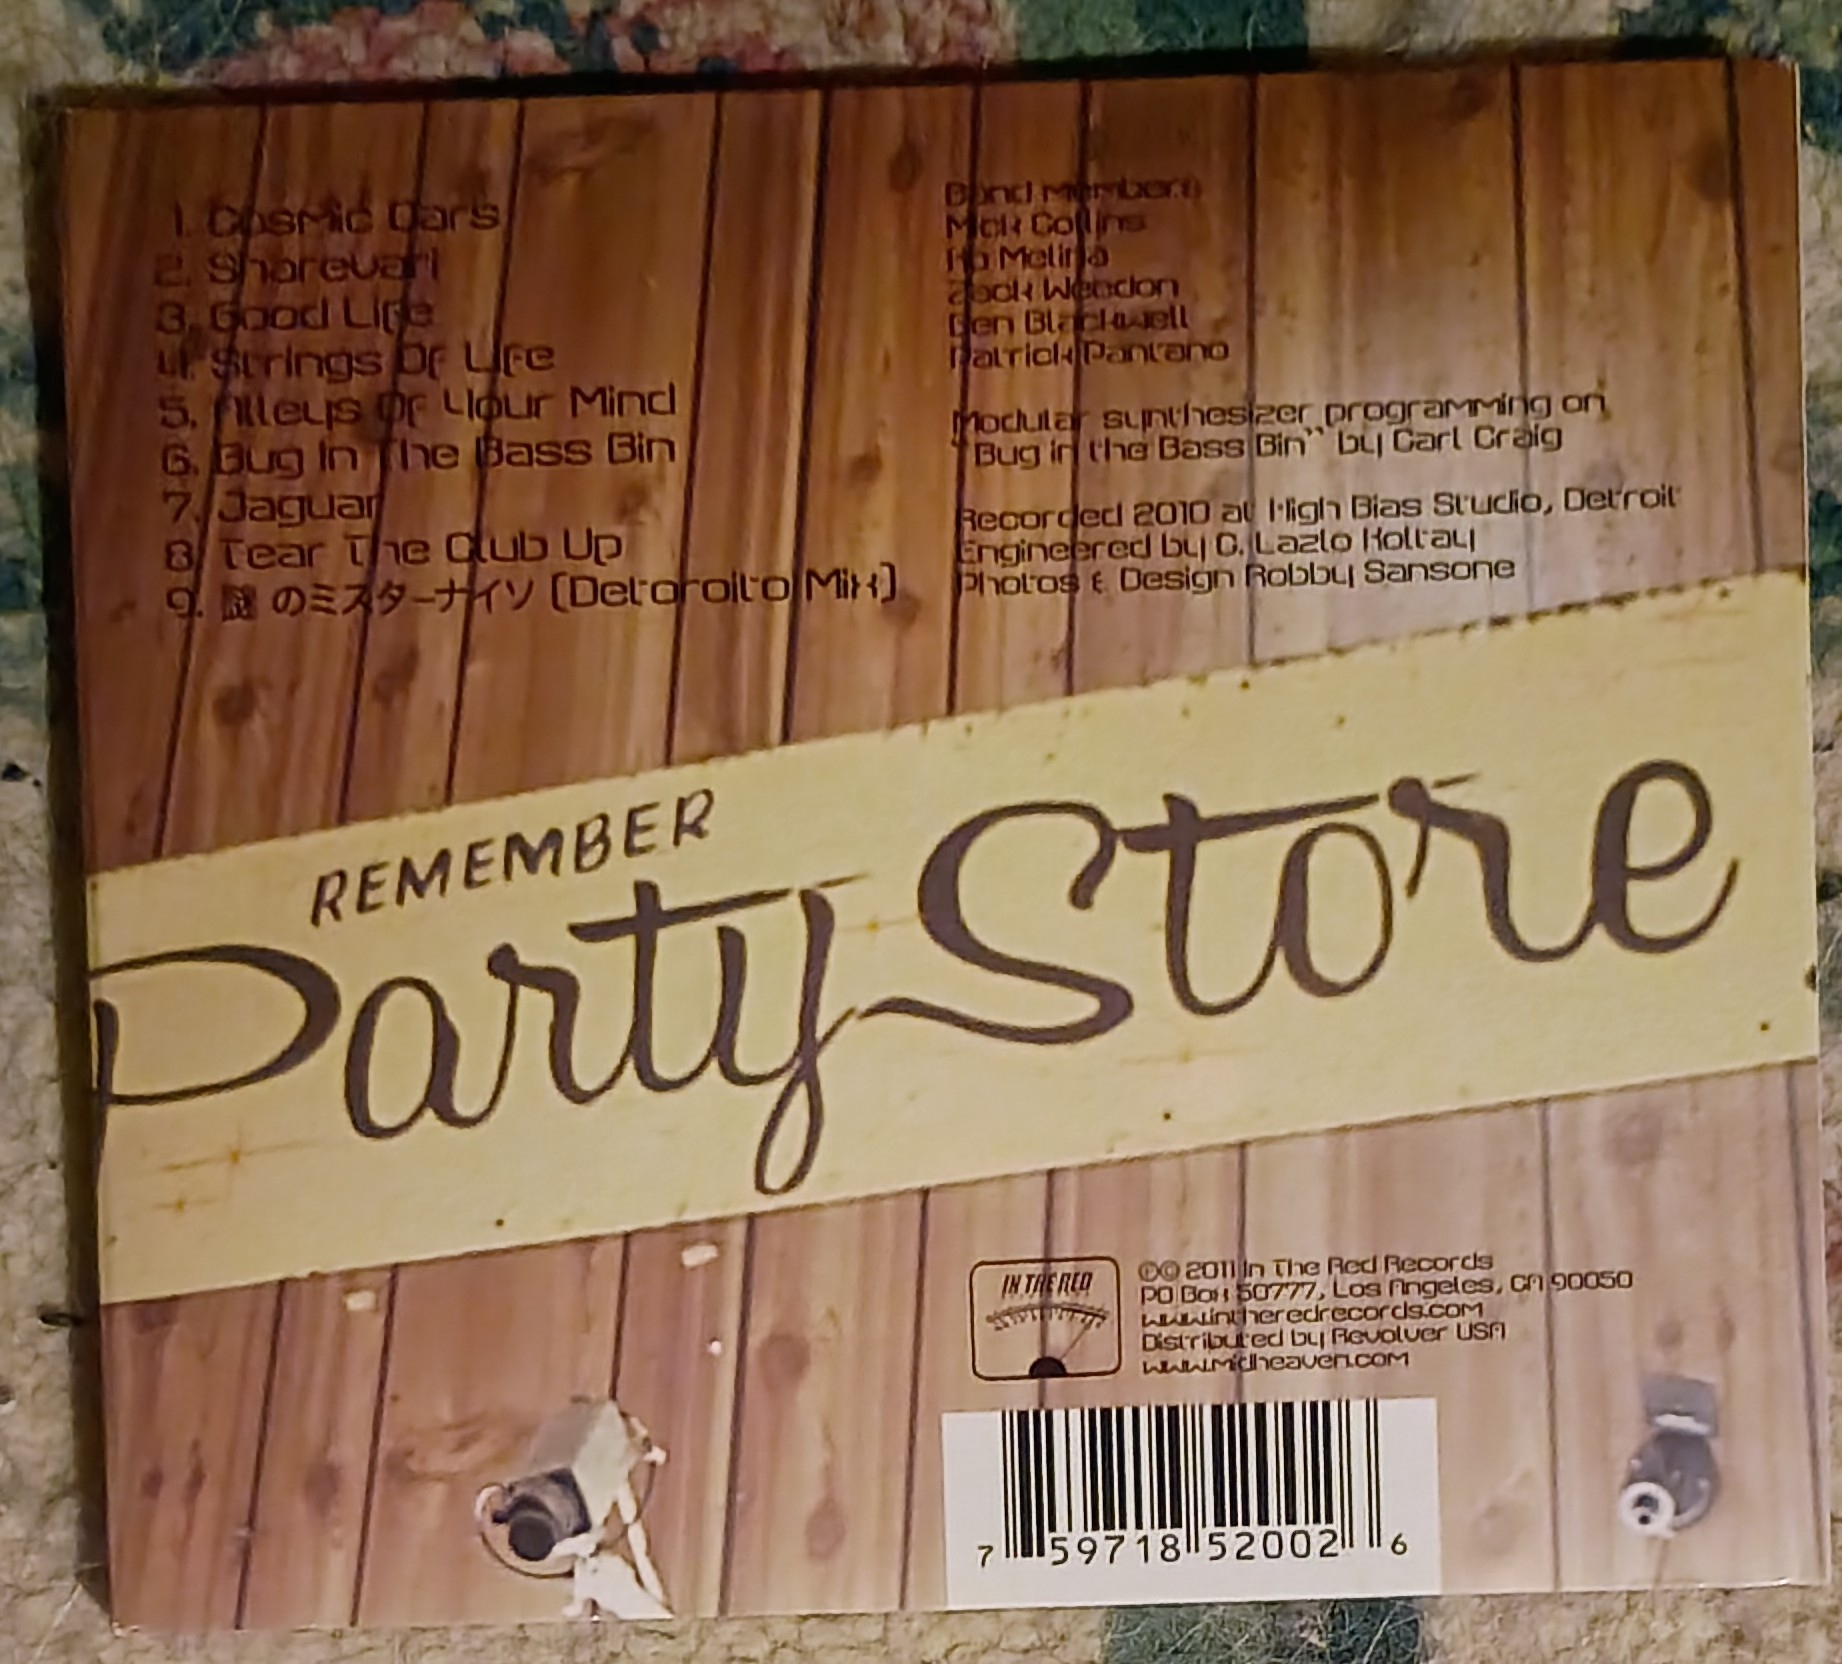 1. Cosmic Cars
2. Sharevari
3. Good Life
4. Strings Of Life
5. Alleys Of Your Mind
6. Bug In The Bass Bin
7. Jaguar
8. Tear The Club Up
9. 謎 のミスターナイソ (Detoroito Mix)
Band Members
Mick Collins
Ko Melina
Zack Weedon
Ben Blackwell
Patrick Pantano
Modular synthesizer programming on
"Bug in the Bass Bin" by Carl Craig
Recorded 2010 at High Bias Studio, Detroit
Engineered by C. Lazlo Koltay
Photos & Design Robby Sansone
REMEMBER
Party Store
IN THE RED
℗© 2011 In The Red Records
PO Box 50777, Los Angeles, CA 90050
www.intheredrecords.com
Distributed by Revolver USA
www.midheaven.com
7 59718 52002 6